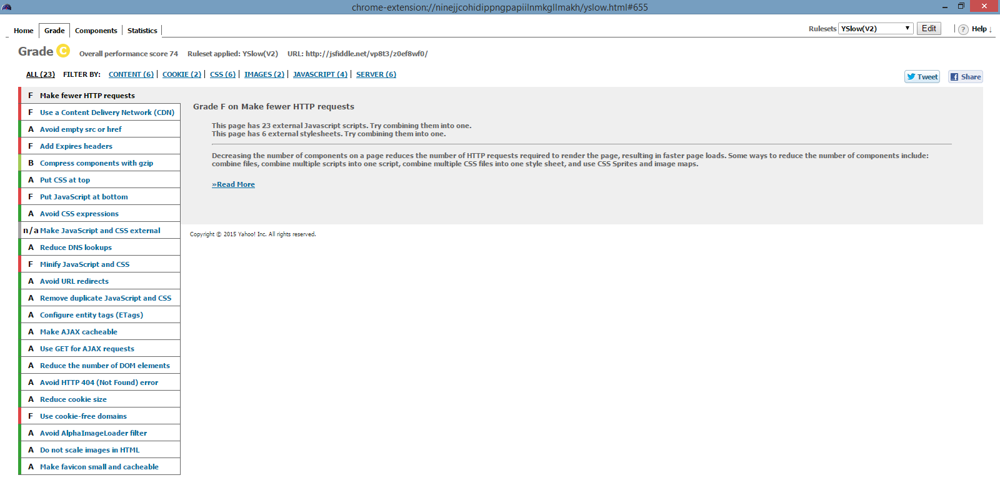 chrome-extension://ninejjcohidippngpapiilnmkgllmakh/yslow.html#655
Home Grade Components Statistics Rulesets YSlow(V2) Edit ? Help ↓
Grade C Overall performance score 74 Ruleset applied: YSlow(V2) URL: http://jsfiddle.net/vp8t3/z0ef8wf0/
ALL (23) FILTER BY: CONTENT (6) COOKIE (2) CSS (6) IMAGES (2) JAVASCRIPT (4) SERVER (6) Tweet Share
F Make fewer HTTP requests
F Use a Content Delivery Network (CDN)
A Avoid empty src or href
F Add Expires headers
B Compress components with gzip
A Put CSS at top
F Put JavaScript at bottom
A Avoid CSS expressions
n/a Make JavaScript and CSS external
A Reduce DNS lookups
F Minify JavaScript and CSS
A Avoid URL redirects
A Remove duplicate JavaScript and CSS
A Configure entity tags (ETags)
A Make AJAX cacheable
A Use GET for AJAX requests
A Reduce the number of DOM elements
A Avoid HTTP 404 (Not Found) error
A Reduce cookie size
F Use cookie-free domains
A Avoid AlphaImageLoader filter
A Do not scale images in HTML
A Make favicon small and cacheable
Grade F on Make fewer HTTP requests
This page has 23 external Javascript scripts. Try combining them into one.
This page has 6 external stylesheets. Try combining them into one.
Decreasing the number of components on a page reduces the number of HTTP requests required to render the page, resulting in faster page loads. Some ways to reduce the number of components include:
combine files, combine multiple scripts into one script, combine multiple CSS files into one style sheet, and use CSS Sprites and image maps.
»Read More
Copyright © 2015 Yahoo! Inc. All rights reserved.